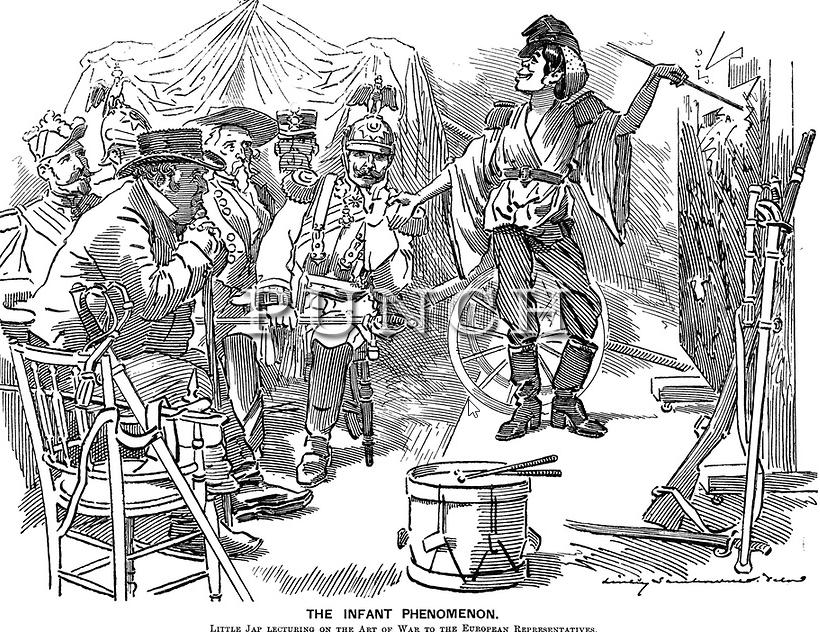 PUNCH
THE INFANT PHENOMENON.
LITTLE JAP LECTURING ON THE ART OF WAR TO THE EUROPEAN REPRESENTATIVES.